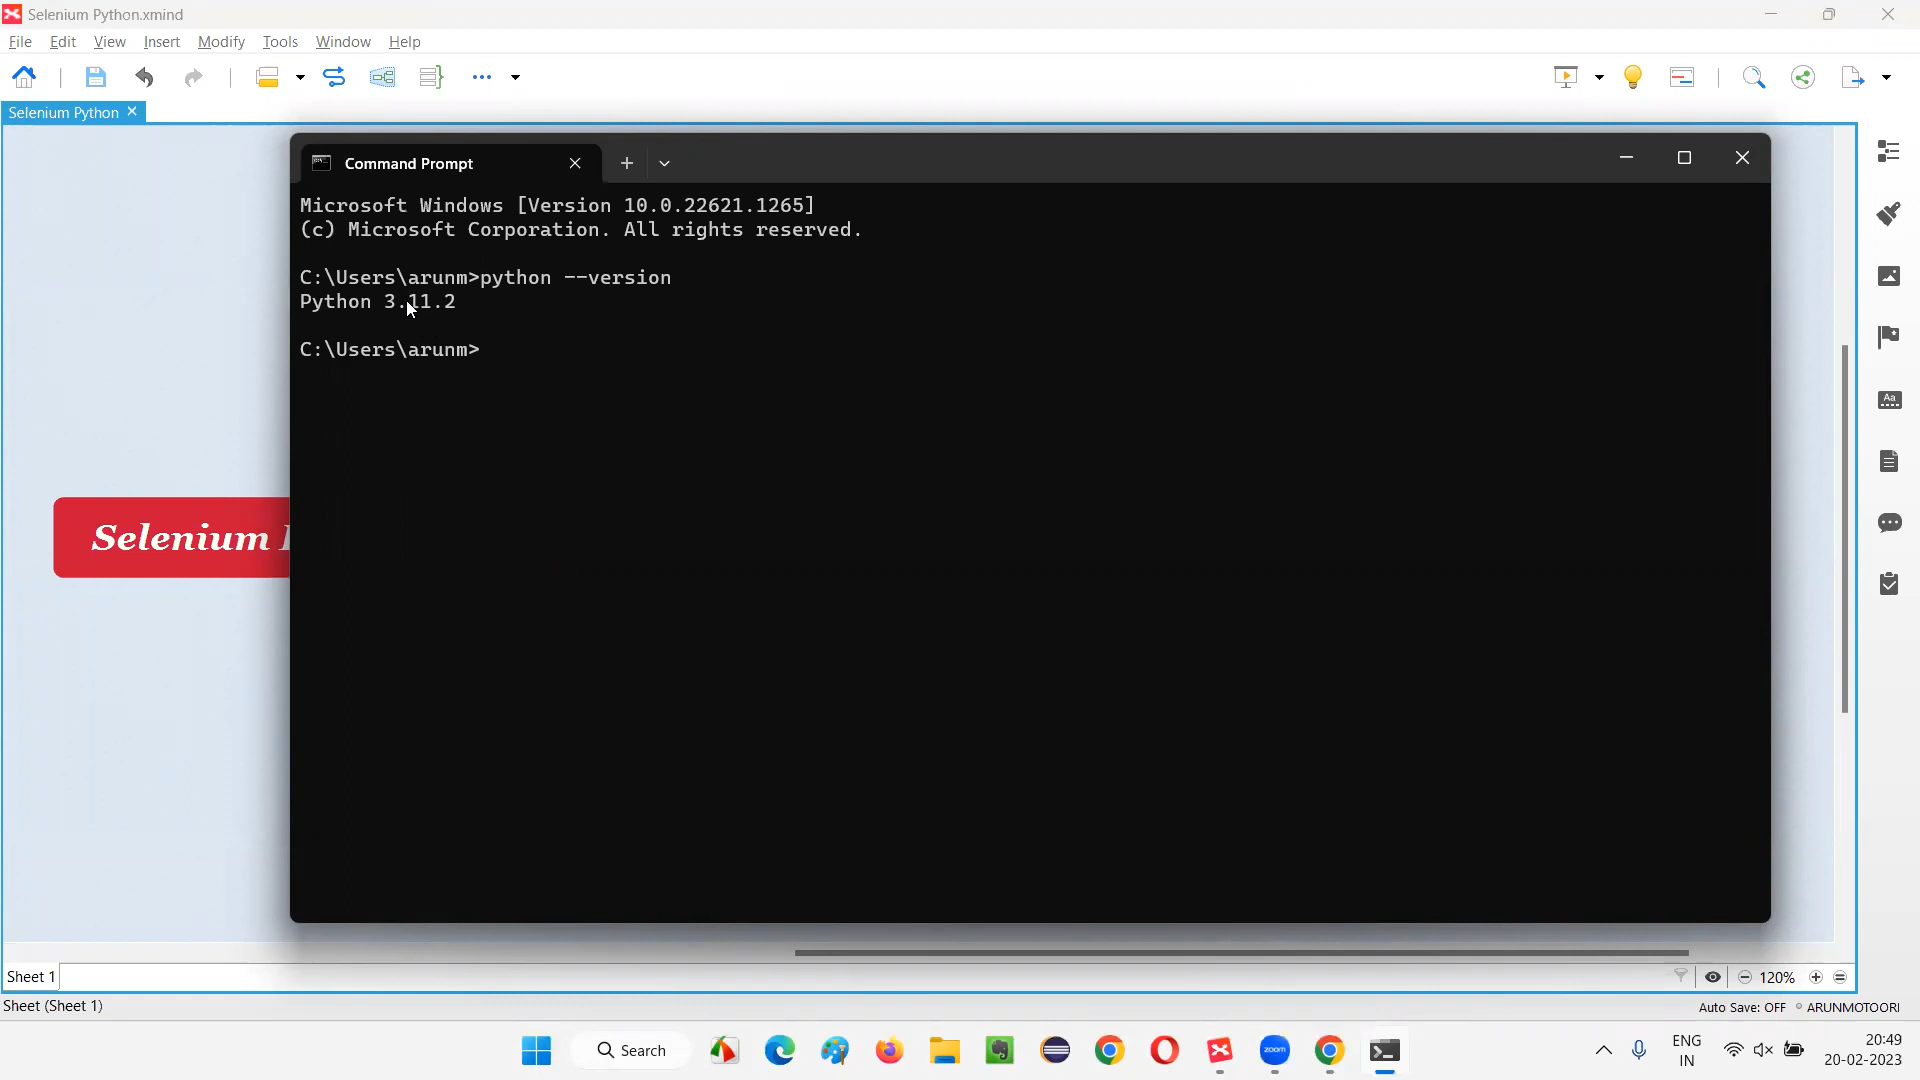 Selenium Python.xmind
File Edit View Insert Modify Tools Window Help
Selenium Python
Command Prompt
Microsoft Windows [Version 10.0.22621.1265]
(c) Microsoft Corporation. All rights reserved.
C:\Users\arunm>python --version
Python 3.11.2
C:\Users\arunm>
Selenium
Aa
Sheet 1
120%
Sheet (Sheet 1)
Auto Save: OFF ARUNMOTOORI
Search
zoom
ENG
IN
20:49
20-02-2023